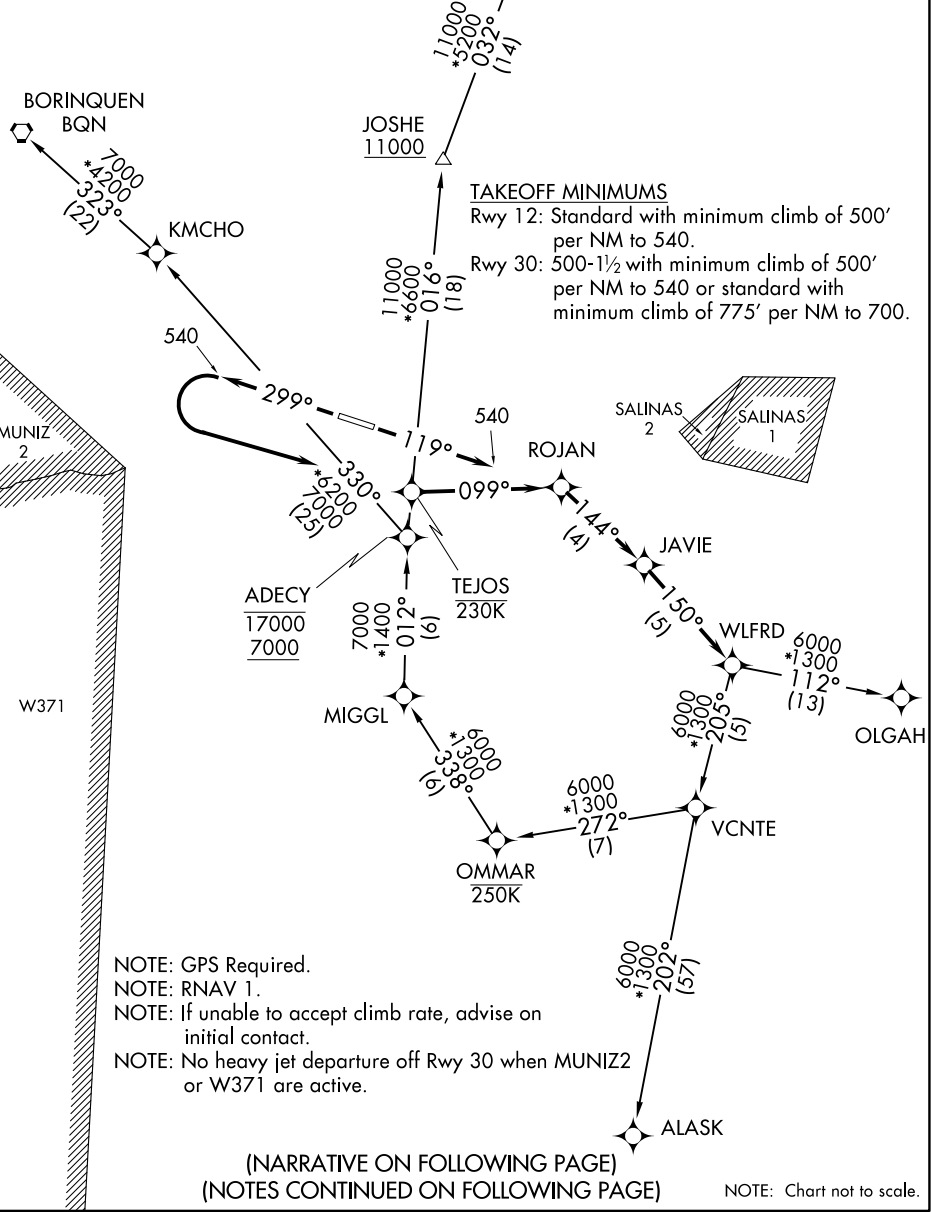 11000
*5200
032°
(14)
BORINQUEN
BQN
JOSHE
11000
7000
*4200
323°
(22)
KMCHO
TAKEOFF MINIMUMS
Rwy 12: Standard with minimum climb of 500'
per NM to 540.
Rwy 30: 500-1½ with minimum climb of 500'
per NM to 540 or standard with
minimum climb of 775' per NM to 700.
11000
*6600
016°
(18)
540
299°
119°
540
SALINAS
2
SALINAS
1
MUNIZ
2
ROJAN
330°
*6200
7000
(25)
099°
144°
(4)
JAVIE
ADECY
17000
7000
TEJOS
230K
7000
*1400
012°
(6)
150°
(5)
WLFRD
6000
*1300
112°
(13)
OLGAH
W371
MIGGL
6000
*1300
205°
(5)
6000
*1300
338°
(6)
6000
*1300
272°
(7)
VCNTE
OMMAR
250K
6000
*1300
202°
(57)
NOTE: GPS Required.
NOTE: RNAV 1.
NOTE: If unable to accept climb rate, advise on
initial contact.
NOTE: No heavy jet departure off Rwy 30 when MUNIZ2
or W371 are active.
ALASK
(NARRATIVE ON FOLLOWING PAGE)
(NOTES CONTINUED ON FOLLOWING PAGE)
NOTE: Chart not to scale.